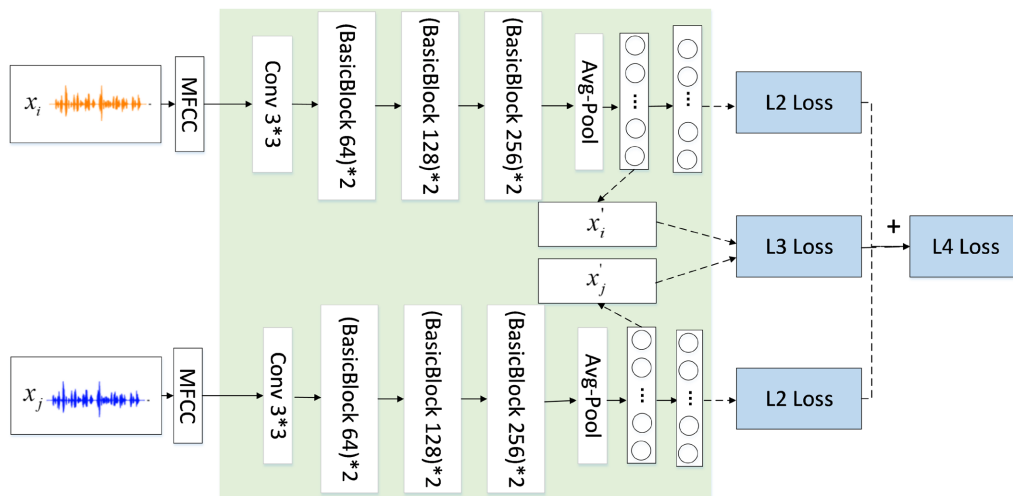 x_i
MFCC
Conv 3*3
(BasicBlock 64)*2
(BasicBlock 128)*2
(BasicBlock 256)*2
Avg-Pool
...
...
L2 Loss
x_i'
L3 Loss
+
L4 Loss
x_j'
x_j
MFCC
Conv 3*3
(BasicBlock 64)*2
(BasicBlock 128)*2
(BasicBlock 256)*2
Avg-Pool
...
...
L2 Loss